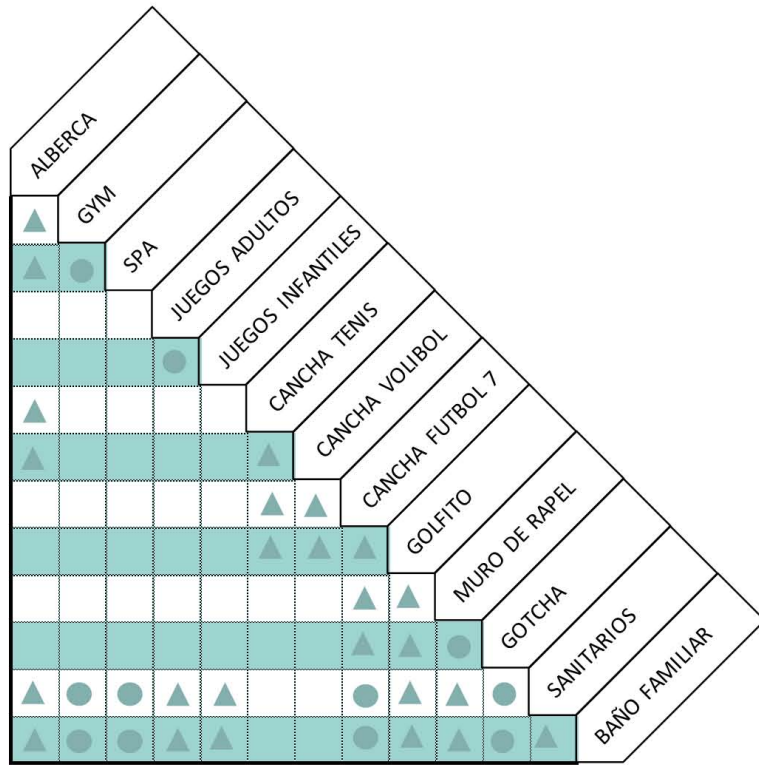 ALBERCA
GYM
SPA
JUEGOS ADULTOS
JUEGOS INFANTILES
CANCHA TENIS
CANCHA VOLIBOL
CANCHA FUTBOL 7
GOLFITO
MURO DE RAPEL
GOTCHA
SANITARIOS
BAÑO FAMILIAR